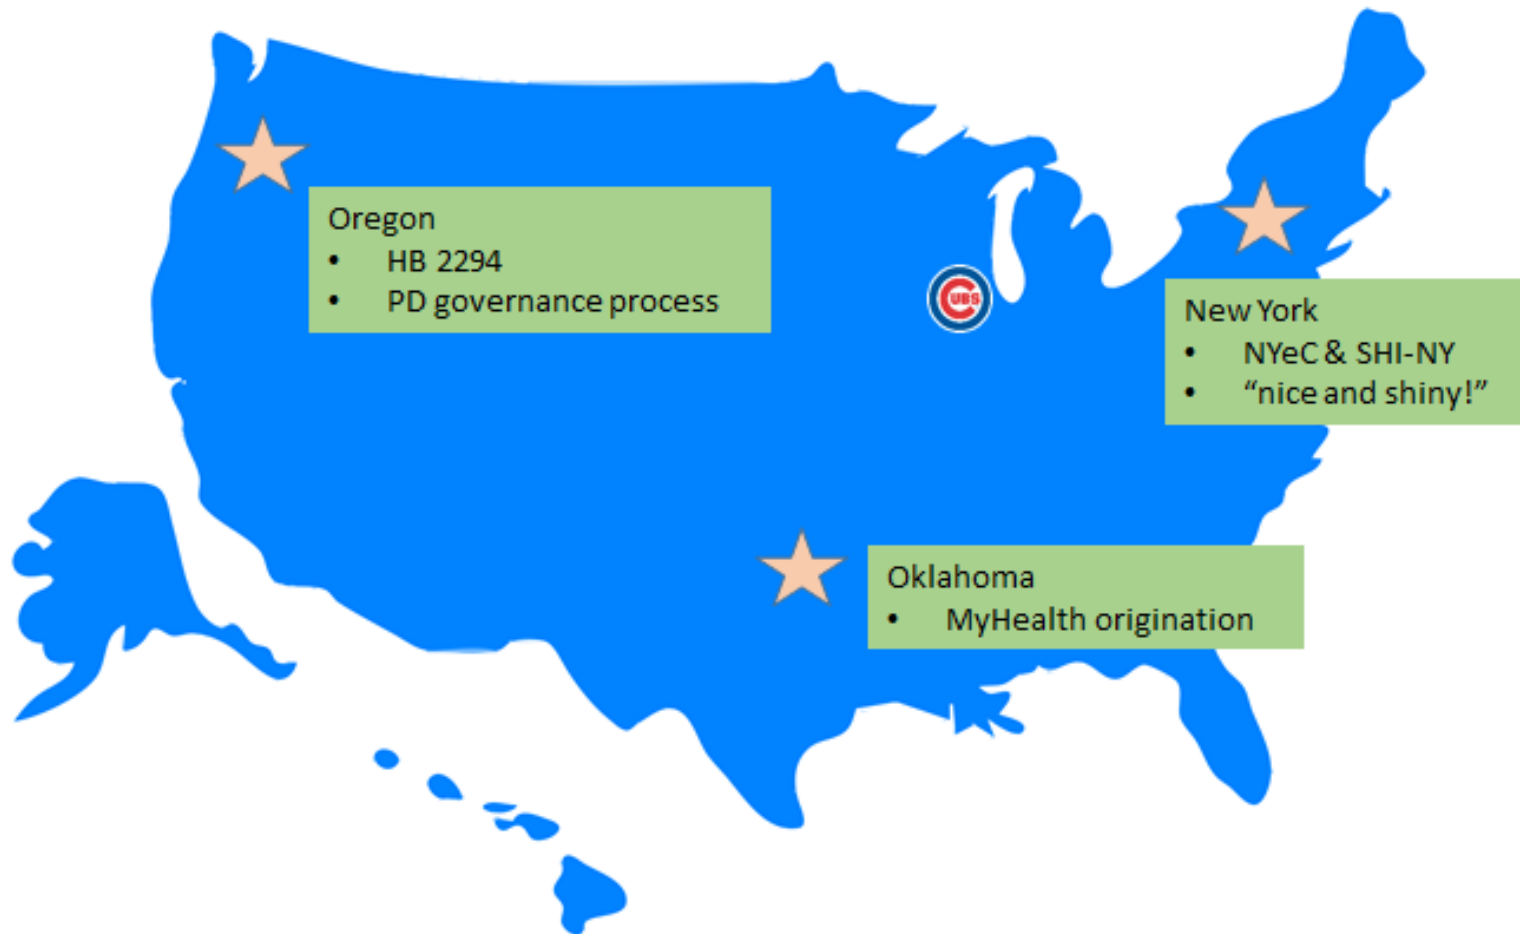 Oregon
• HB 2294
• PD governance process
CUBS
New York
• NYeC & SHI-NY
• “nice and shiny!”
Oklahoma
• MyHealth origination